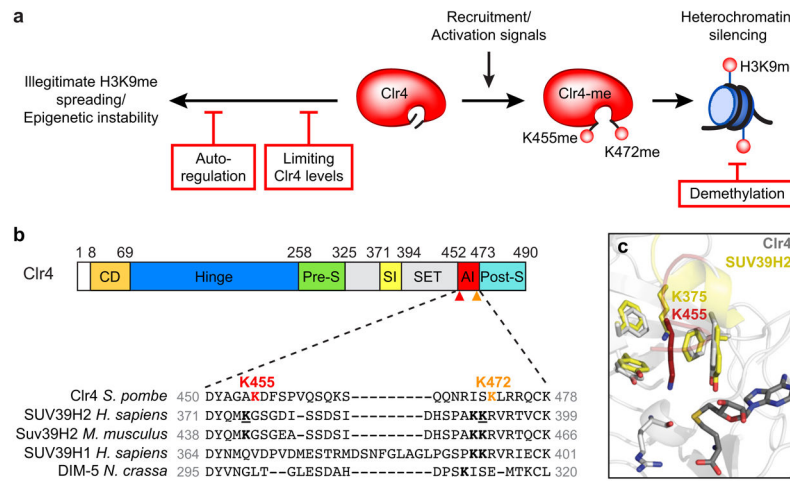 a
Recruitment/
Activation signals
Heterochromatin
silencing
Illegitimate H3K9me
spreading/
Epigenetic instability
Clr4
Clr4-me
H3K9me
K455me
K472me
Auto-
regulation
Limiting
Clr4 levels
Demethylation
b
1 8 69 258 325 371 394 452 473 490
Clr4 CD Hinge Pre-S SI SET AI Post-S
K455 K472
Clr4 S. pombe 450 DYAGAKDFSPVQSQKS-----------QQNRISKLRRQCK 478
SUV39H2 H. sapiens 371 DYQMKGSGDI-SSDSI-----------DHSPAKKRVRTVCK 399
Suv39H2 M. musculus 438 DYQMKGSGEA-SSDSI-----------DHSPAKKRVRTQCK 466
SUV39H1 H. sapiens 364 DYNMQVDPVDMESTRMDSNFGLAGLPGSPKKRVRIECK 401
DIM-5 N. crassa 295 DYVNGLT--GLESDAH-----------DPSKISE-MTKCL 320
c
Clr4
SUV39H2
K375
K455